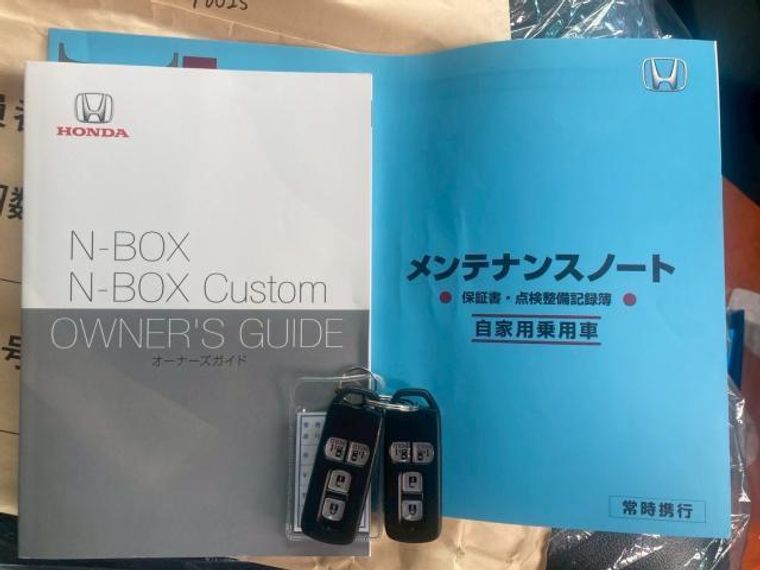 HONDA
N-BOX
N-BOX Custom
OWNER'S GUIDE
オーナーズガイド
メンテナンスノート
● 保証書・点検整備記録簿 ●
自家用乗用車
常時携行
号